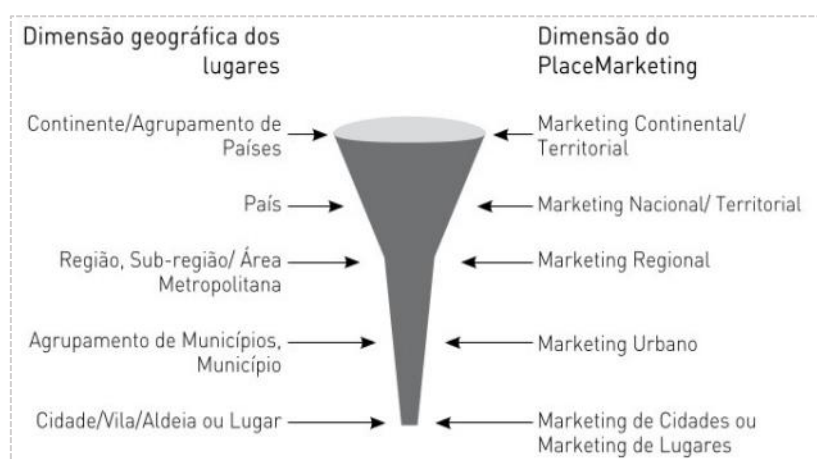 Dimensão geográfica dos
lugares
Dimensão do
PlaceMarketing
Continente/Agrupamento de
Países
Marketing Continental/
Territorial
País
Marketing Nacional/ Territorial
Região, Sub-região/ Área
Metropolitana
Marketing Regional
Agrupamento de Municípios,
Município
Marketing Urbano
Cidade/Vila/Aldeia ou Lugar
Marketing de Cidades ou
Marketing de Lugares